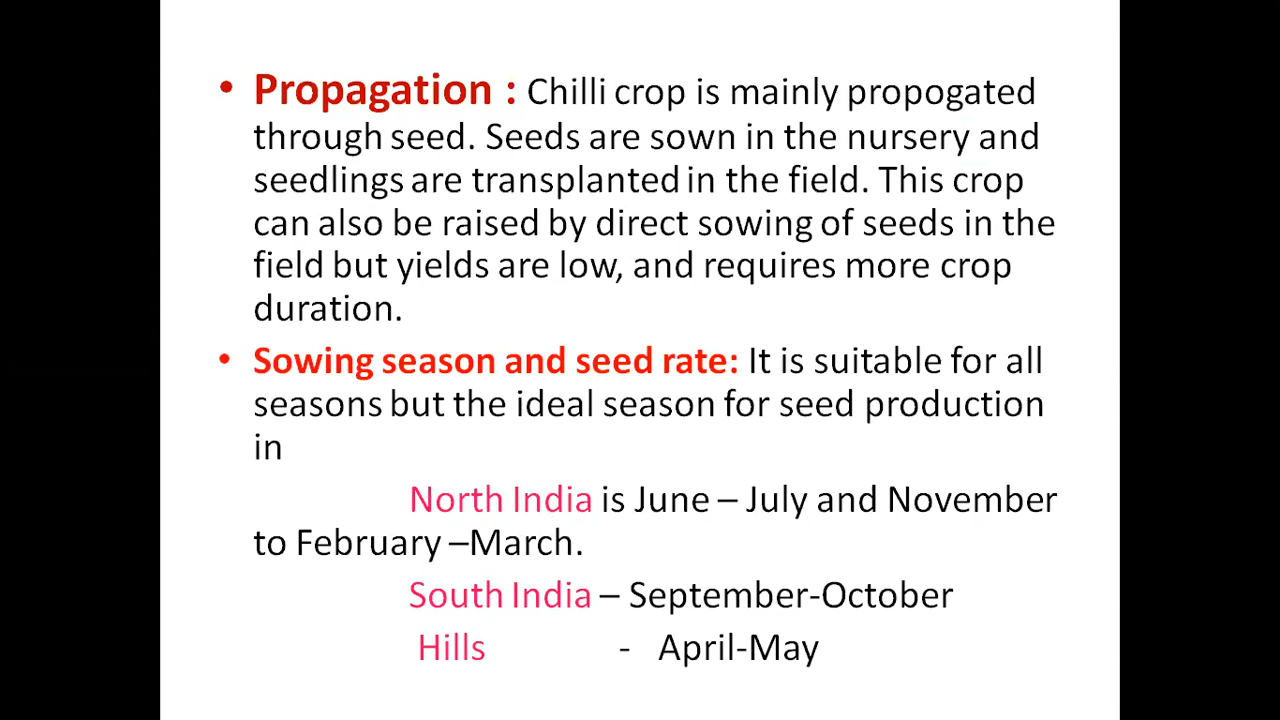 • Propagation : Chilli crop is mainly propogated
through seed. Seeds are sown in the nursery and
seedlings are transplanted in the field. This crop
can also be raised by direct sowing of seeds in the
field but yields are low, and requires more crop
duration.
• Sowing season and seed rate: It is suitable for all
seasons but the ideal season for seed production
in
North India is June – July and November
to February –March.
South India – September-October
Hills - April-May